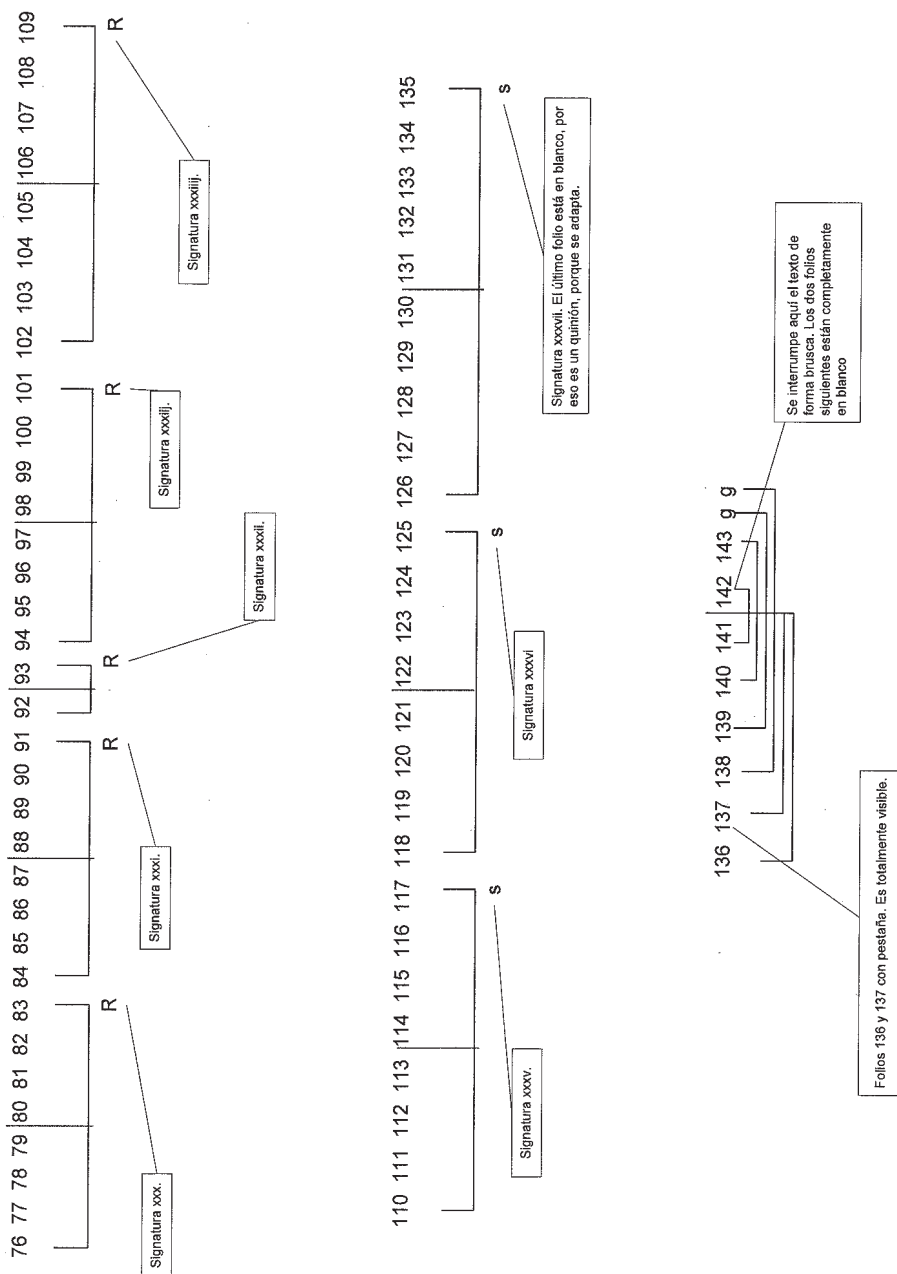 76 77 78 79 80 81 82 83 84 85 86 87 88 89 90 91 92 93 94 95 96 97 98 99 100 101 102 103 104 105 106 107 108 109
R R R R R
Signatura xxx.
Signatura xxxi.
Signatura xxxii.
Signatura xxxiij.
Signatura xxxiiij.
110 111 112 113 114 115 116 117 118 119 120 121 122 123 124 125 126 127 128 129 130 131 132 133 134 135
s s s
Signatura xxxv.
Signatura xxxvi
Signatura xxxvii. El último folio está en blanco, por
eso es un quinión, porque se adapta.
136 137 138 139 140 141 142 143 g g
Folios 136 y 137 con pestaña. Es totalmente visible.
Se interrumpe aquí el texto de
forma brusca. Los dos folios
siguientes están completamente
en blanco